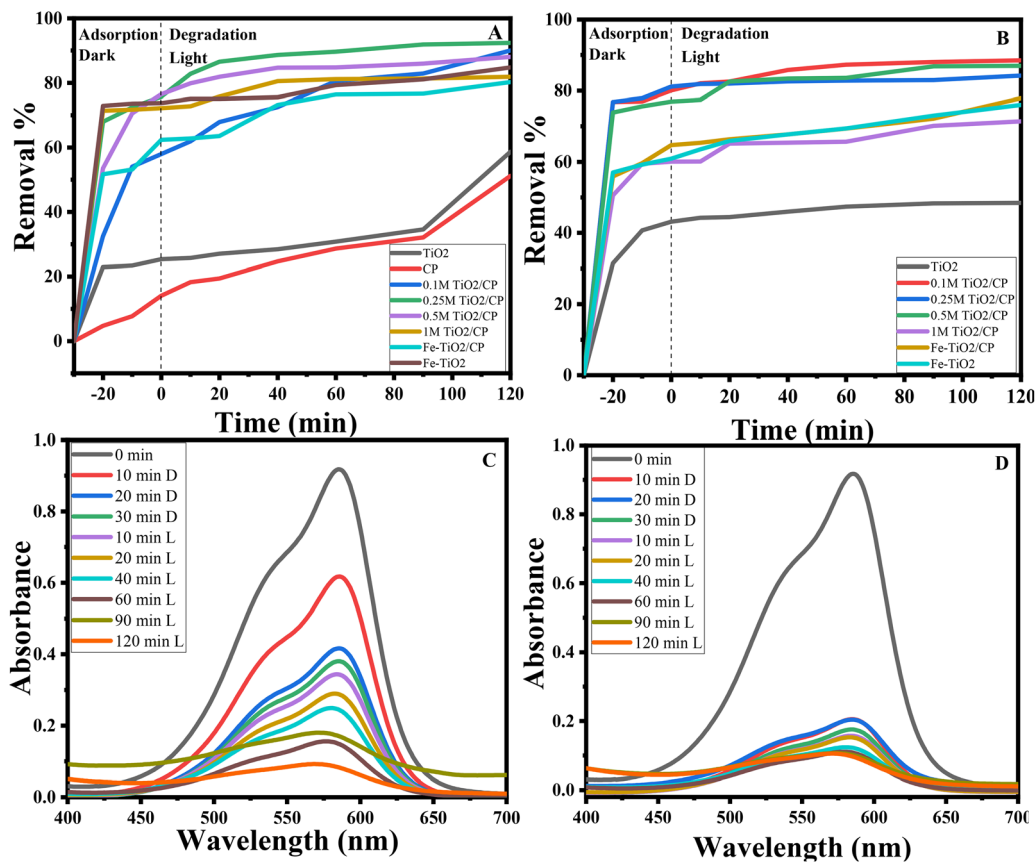 A
Adsorption
Dark
Degradation
Light
Removal %
100
80
60
40
20
0
-20
0
20
40
60
80
100
120
Time (min)
TiO2
CP
0.1M TiO2/CP
0.25M TiO2/CP
0.5M TiO2/CP
1M TiO2/CP
Fe-TiO2/CP
Fe-TiO2
B
Adsorption
Dark
Degradation
Light
Removal %
100
80
60
40
20
0
-20
0
20
40
60
80
100
120
Time (min)
TiO2
0.1M TiO2/CP
0.25M TiO2/CP
0.5M TiO2/CP
1M TiO2/CP
Fe-TiO2/CP
Fe-TiO2
C
Absorbance
1.0
0.8
0.6
0.4
0.2
0.0
400
450
500
550
600
650
700
Wavelength (nm)
0 min
10 min D
20 min D
30 min D
10 min L
20 min L
40 min L
60 min L
90 min L
120 min L
D
Absorbance
1.0
0.8
0.6
0.4
0.2
0.0
400
450
500
550
600
650
700
Wavelength (nm)
0 min
10 min D
20 min D
30 min D
10 min L
20 min L
40 min L
60 min L
90 min L
120 min L